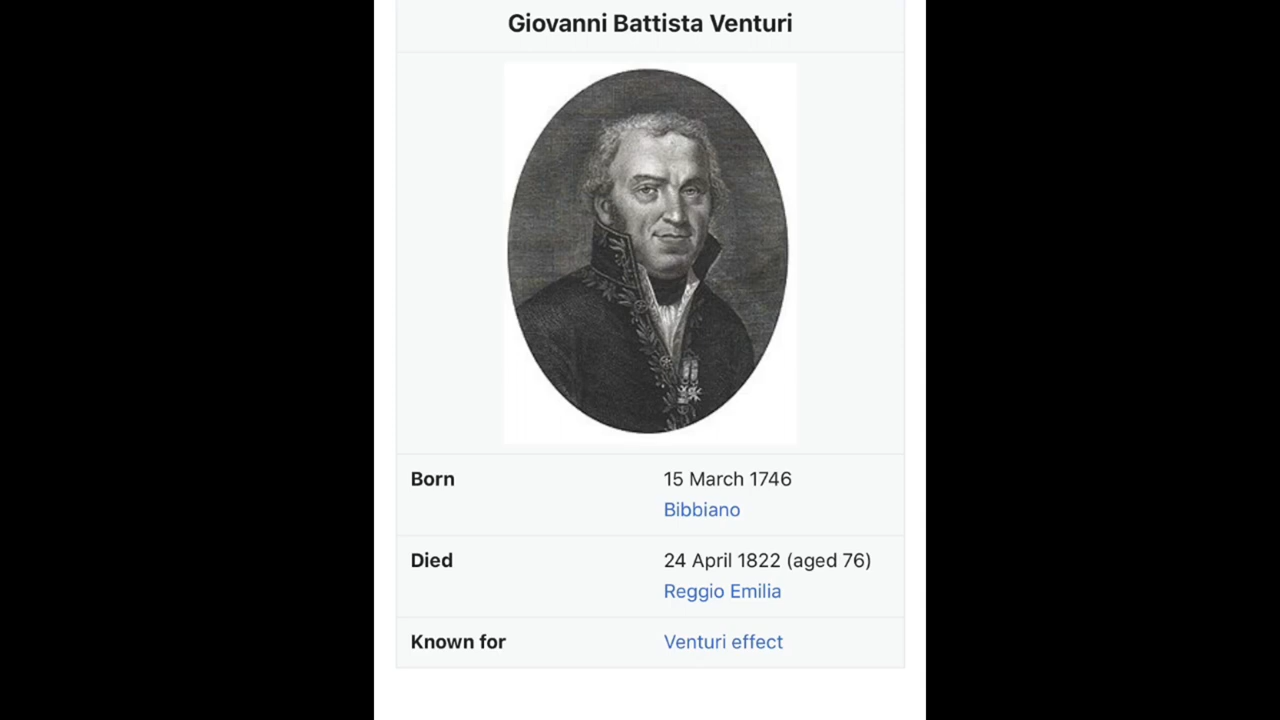 Giovanni Battista Venturi
Born 15 March 1746
Bibbiano
Died 24 April 1822 (aged 76)
Reggio Emilia
Known for Venturi effect